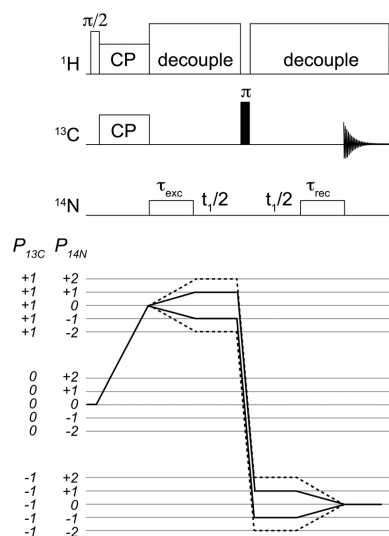 π/2
¹H CP decouple decouple
π
¹³C CP
¹⁴N τexc t₁/2 t₁/2 τrec
P13C P14N
+1 +2
+1 +1
+1 0
+1 -1
+1 -2
0 +2
0 +1
0 0
0 -1
0 -2
-1 +2
-1 +1
-1 0
-1 -1
-1 -2